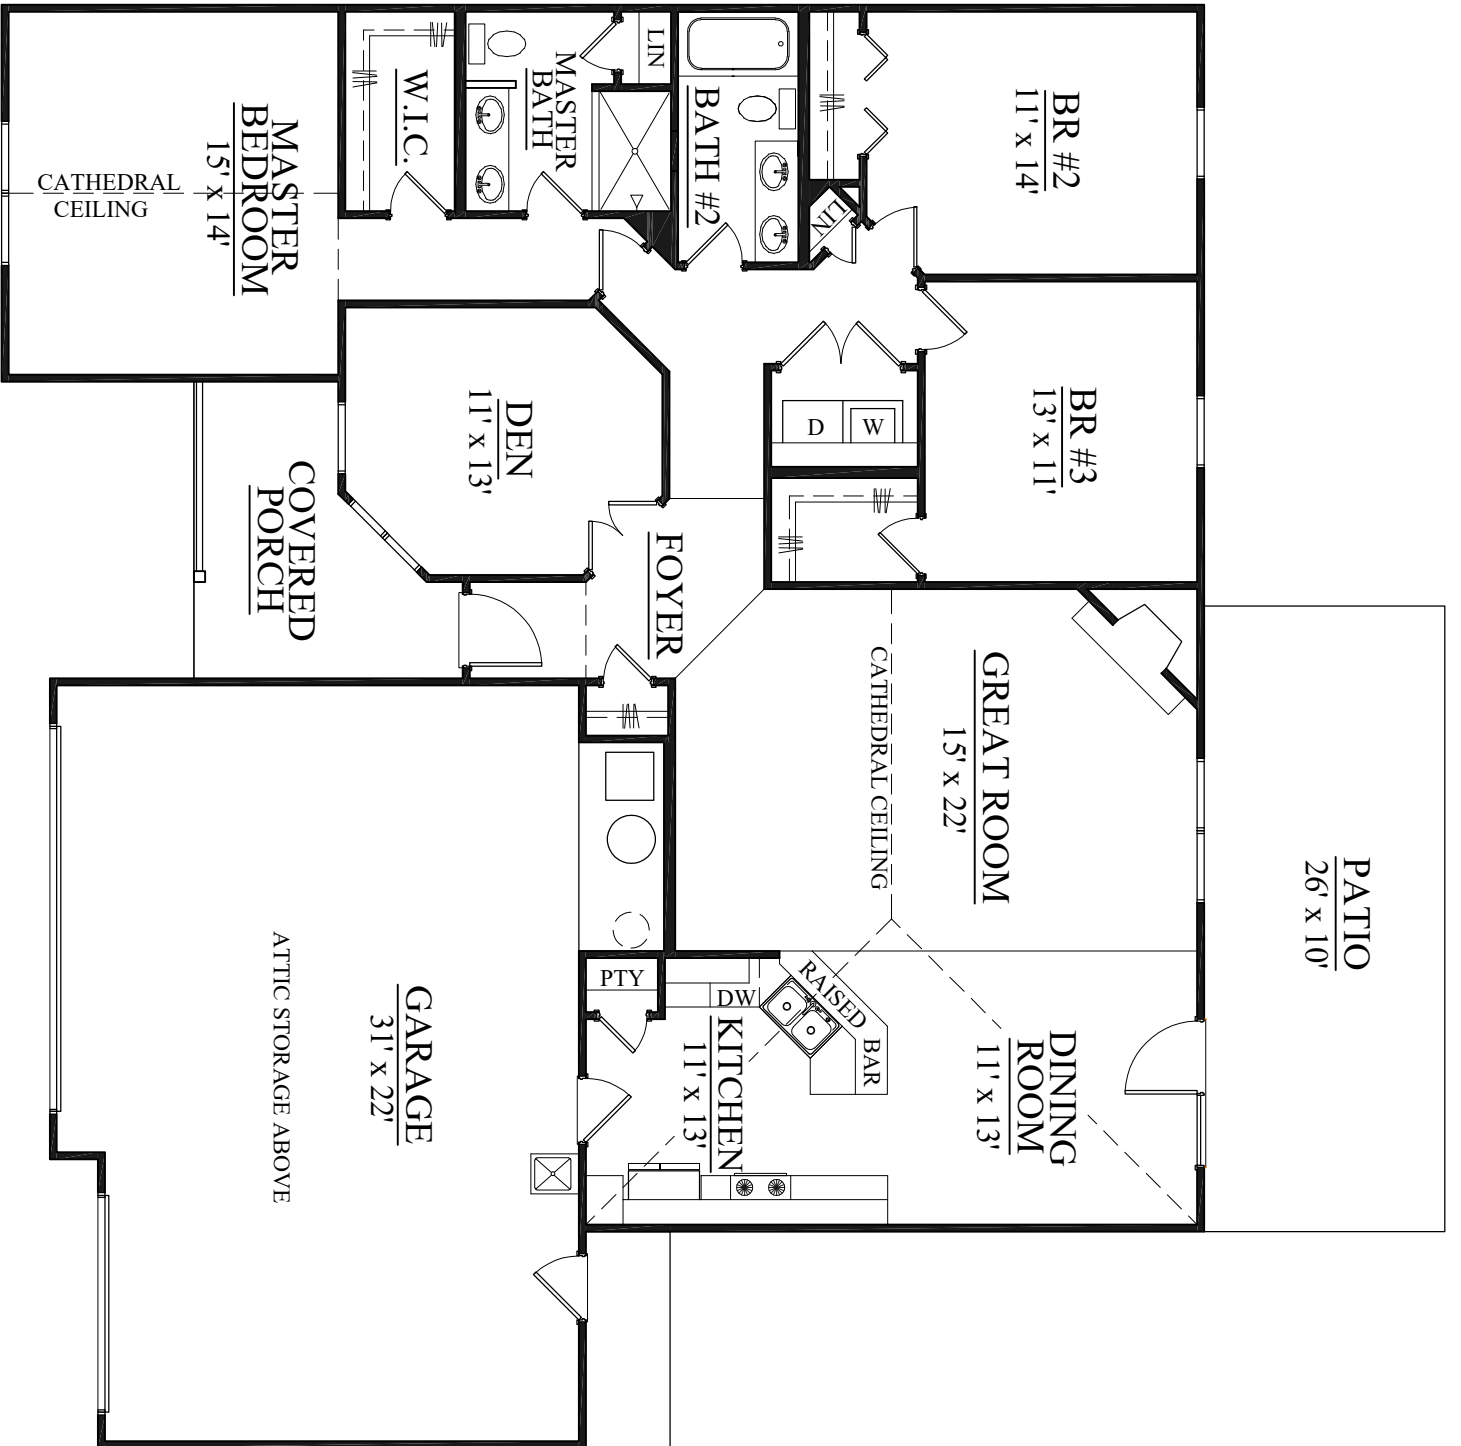 PATIO
26' x 10'
BR #2
11' x 14'
BR #3
13' x 11'
GREAT ROOM
15' x 22'
CATHEDRAL CEILING
DINING
ROOM
11' x 13'
LIN
BATH #2
LIN
MASTER
BATH
W.I.C.
MASTER
BEDROOM
15' x 14'
CATHEDRAL
CEILING
D
W
DEN
11' x 13'
FOYER
COVERED
PORCH
RAISED
BAR
DW
PTY
KITCHEN
11' x 13'
GARAGE
31' x 22'
ATTIC STORAGE ABOVE